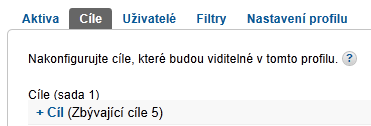 Aktiva Cíle Uživatelé Filtry Nastavení profilu
Nakonfigurujte cíle, které budou viditelné v tomto profilu. ?
Cíle (sada 1)
+ Cíl (Zbývající cíle 5)